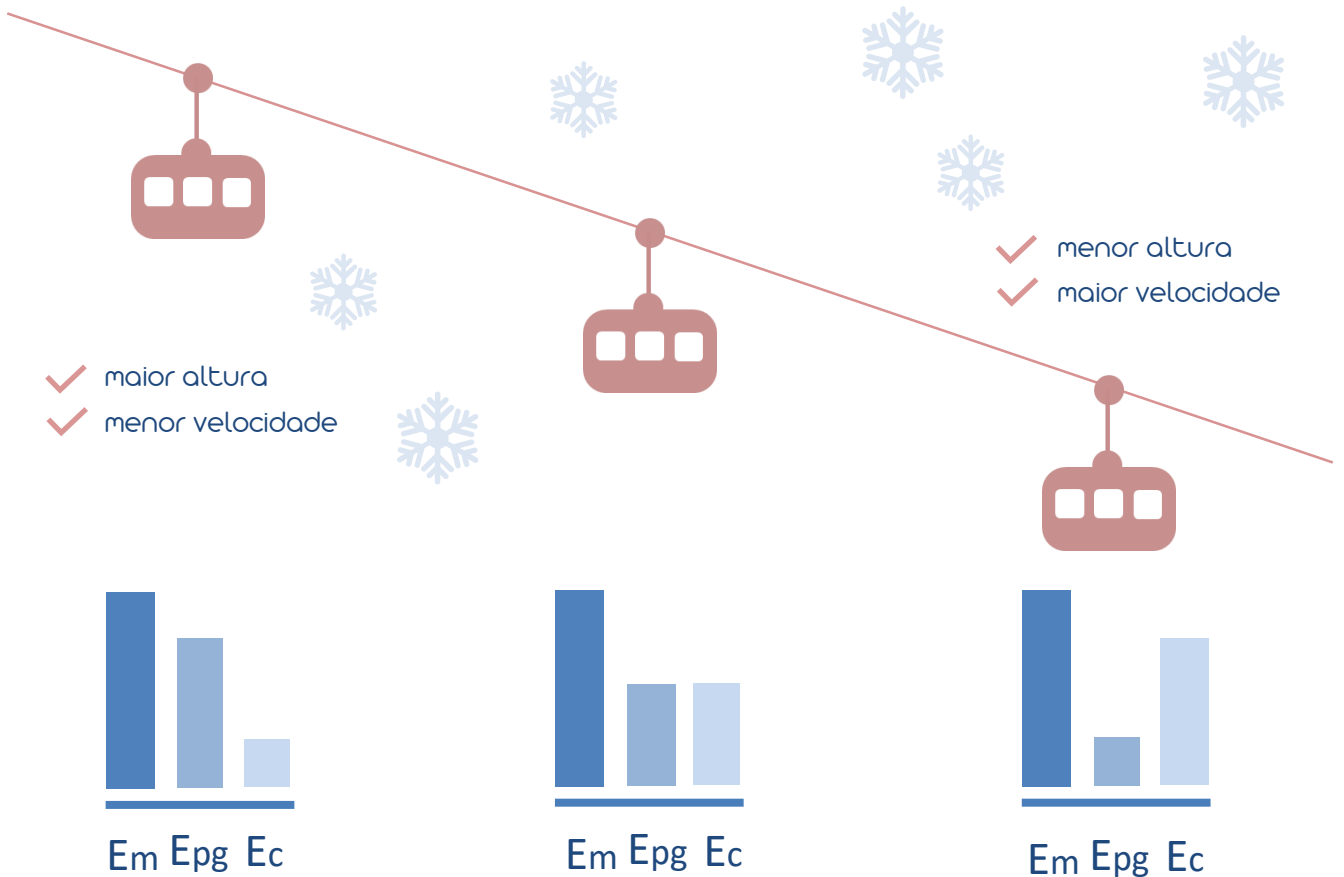 menor altura
maior velocidade
maior altura
menor velocidade
Em Epg Ec
Em Epg Ec
Em Epg Ec